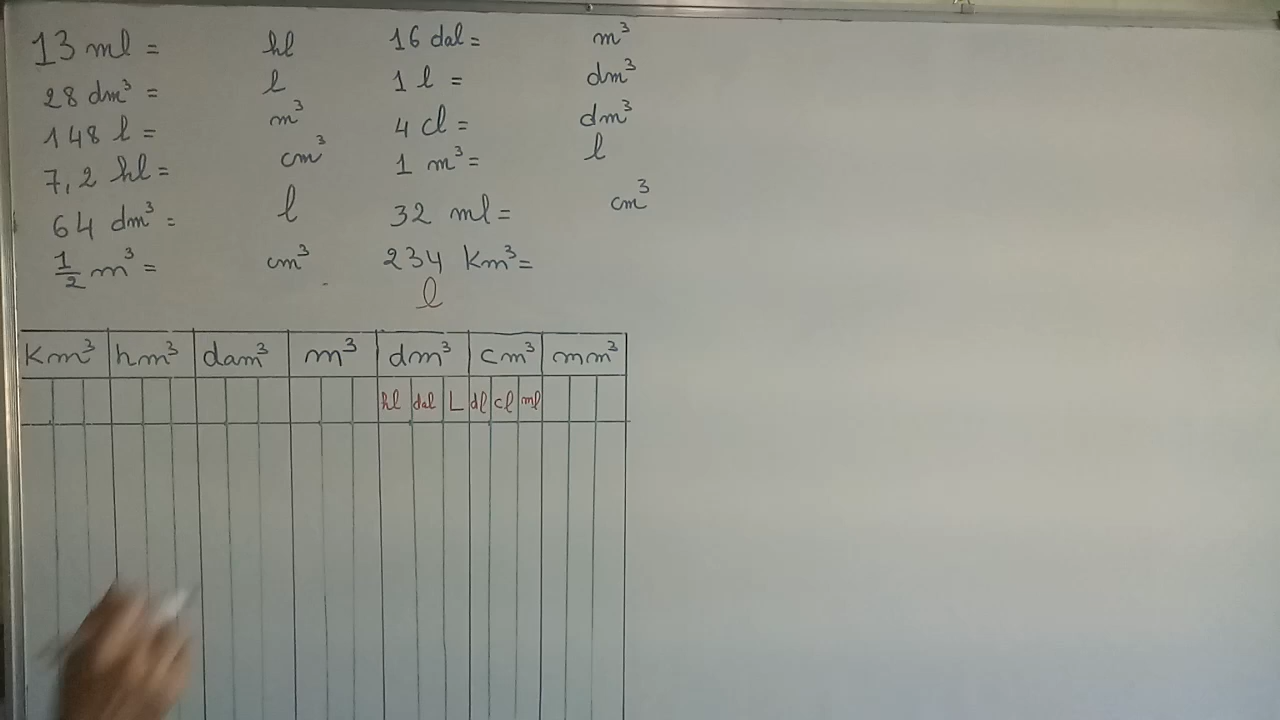 13 ml = hl
28 dm³ = l
148 l = m³
7,2 hl = cm³
64 dm³ = l
1/2 m³ = cm³
16 dal = m³
1 l = dm³
4 cl = dm³
1 m³ = l
32 ml = cm³
234 Km³ =
l
Km³ hm³ dam³ m³ dm³ cm³ mm³
hl dal L dl cl ml